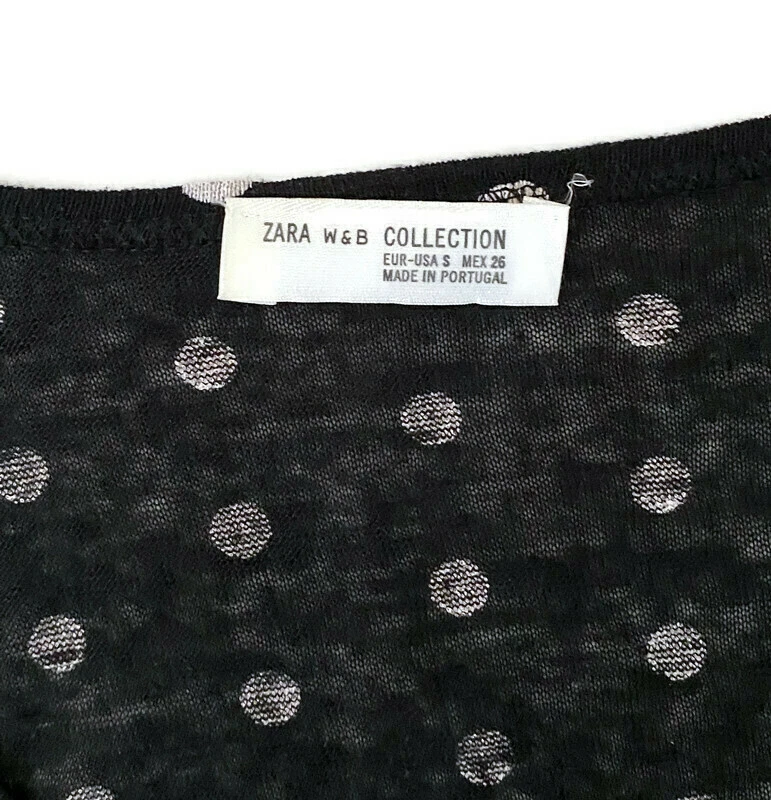 ZARA W & B COLLECTION
EUR-USA S MEX 26
MADE IN PORTUGAL